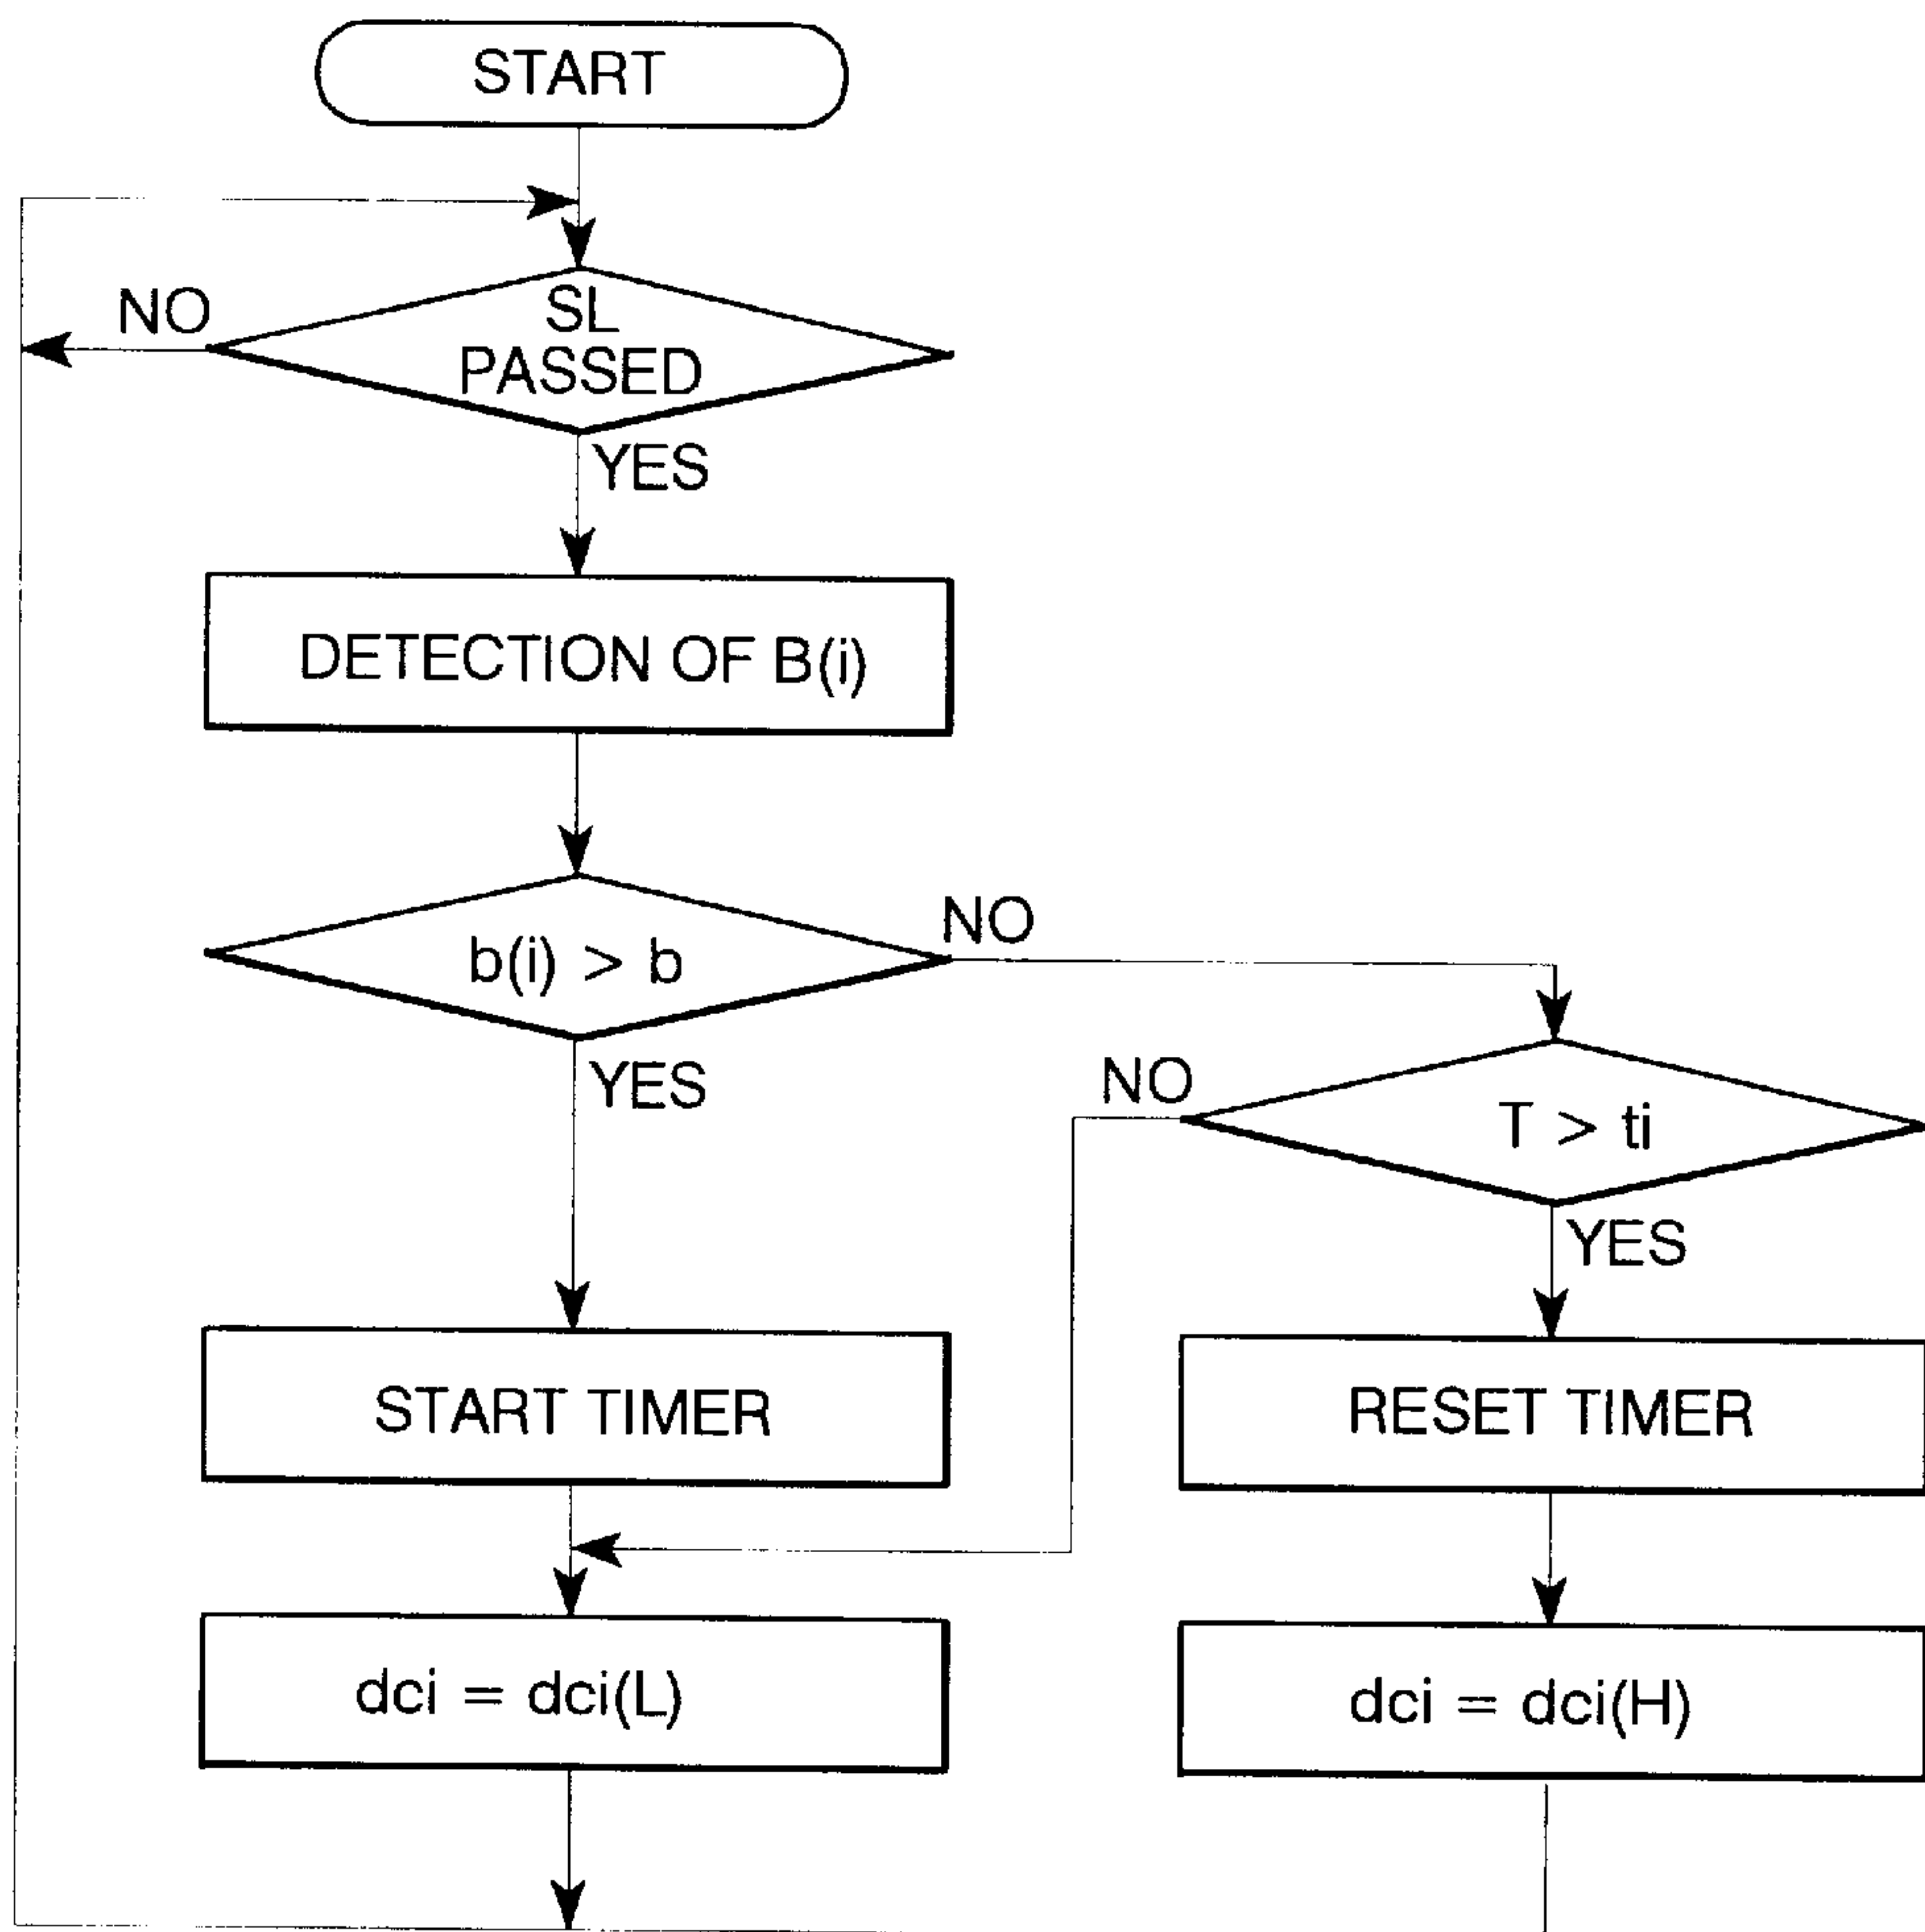 START
NO
SL
PASSED
YES
DETECTION OF B(i)
b(i) > b
NO
YES
NO
T > ti
YES
START TIMER
RESET TIMER
dci = dci(L)
dci = dci(H)